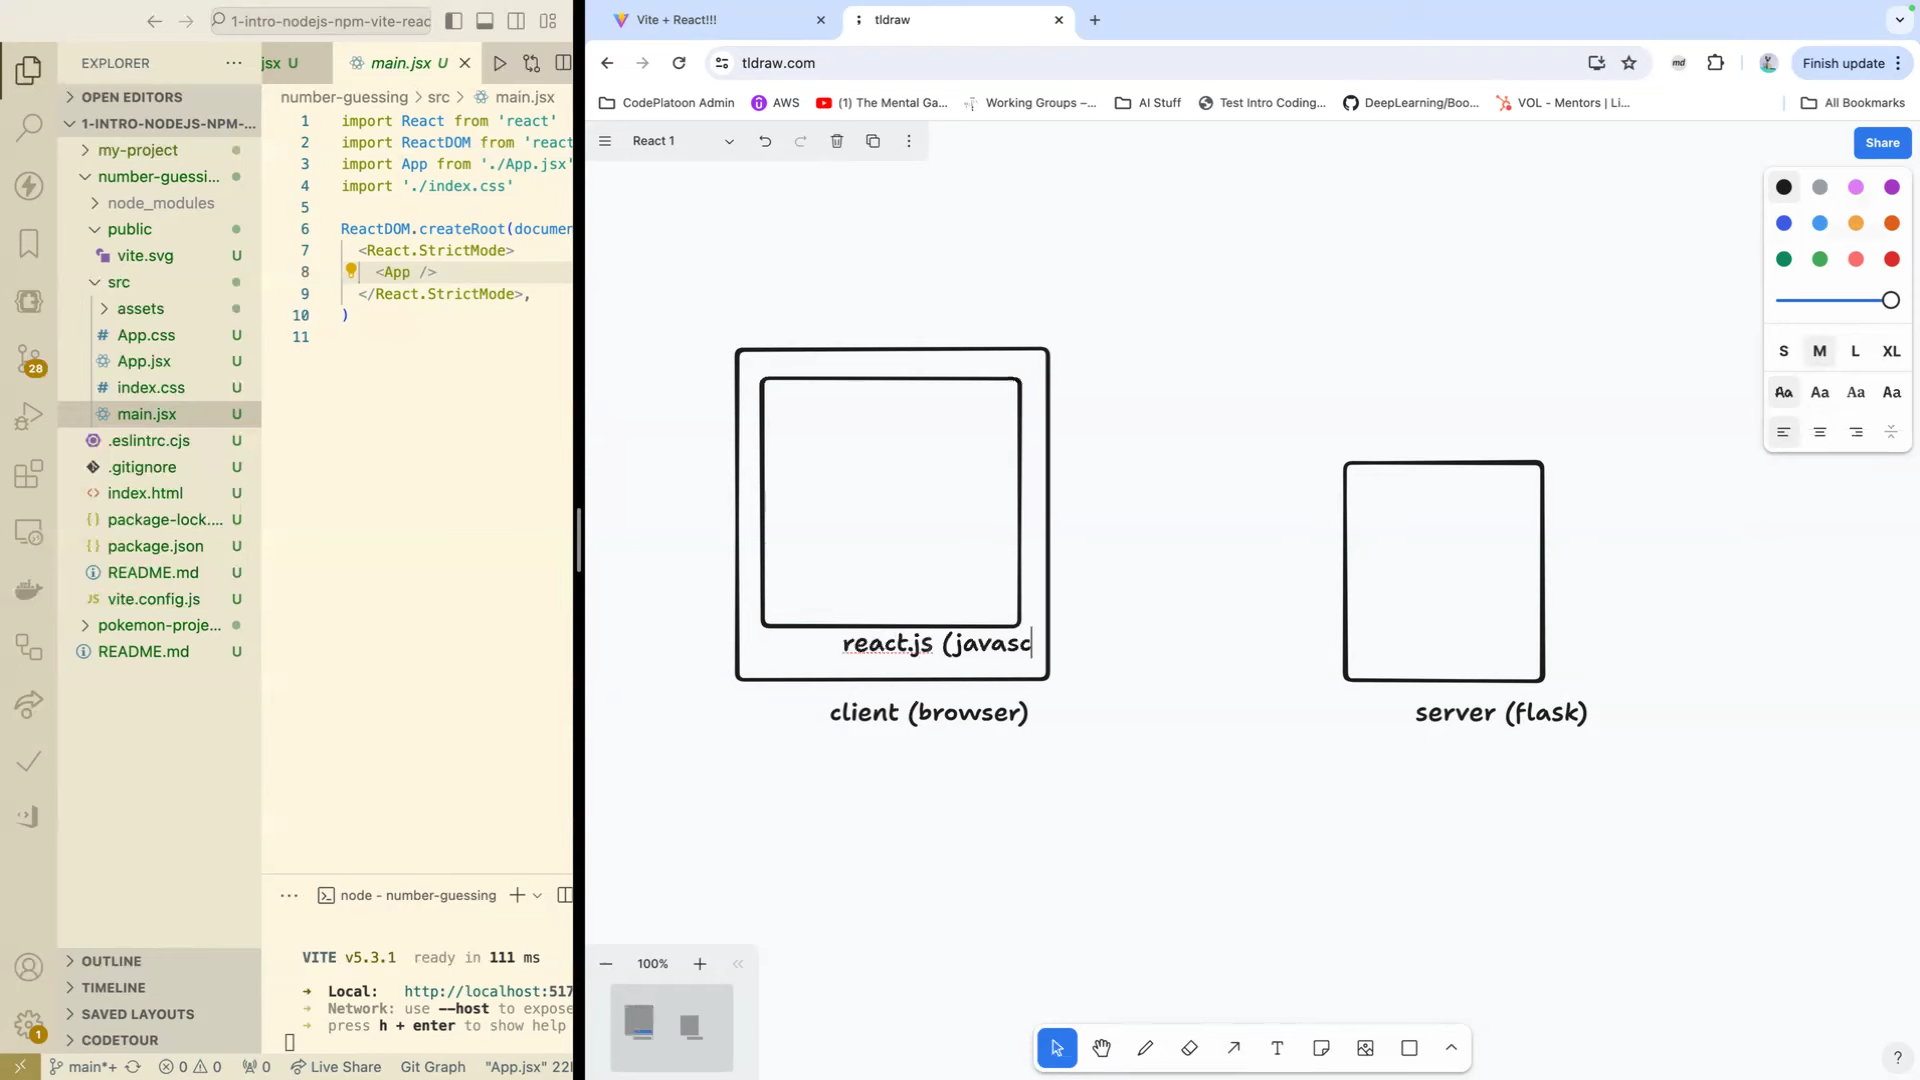 1-intro-nodejs-npm-vite-reac
EXPLORER
OPEN EDITORS
1-INTRO-NODEJS-NPM-...
my-project
number-guessi...
node_modules
public
vite.svg U
src
assets
# App.css U
App.jsx U
# index.css U
main.jsx U
.eslintrc.cjs U
.gitignore U
<> index.html U
{} package-lock.... U
{} package.json U
README.md U
JS vite.config.js U
pokemon-proje...
README.md U
OUTLINE
TIMELINE
SAVED LAYOUTS
CODETOUR
28
1
jsx U
main.jsx U
number-guessing > src > main.jsx
1 import React from 'react'
2 import ReactDOM from 'react
3 import App from './App.jsx'
4 import './index.css'
5
6 ReactDOM.createRoot(documen
7 <React.StrictMode>
8 <App />
9 </React.StrictMode>,
10 )
11
node - number-guessing
VITE v5.3.1 ready in 111 ms
➜ Local: http://localhost:517
➜ Network: use --host to expose
➜ press h + enter to show help
main*+ 0 0 0 Live Share Git Graph "App.jsx" 22
Vite + React!!!
tldraw
tldraw.com
md
Finish update
CodePlatoon Admin
AWS
(1) The Mental Ga...
Working Groups –...
AI Stuff
Test Intro Coding...
DeepLearning/Boo...
VOL - Mentors | Li...
All Bookmarks
React 1
Share
S M L XL
Aa Aa Aa Aa
react.js (javasc
client (browser)
server (flask)
100%
T
?